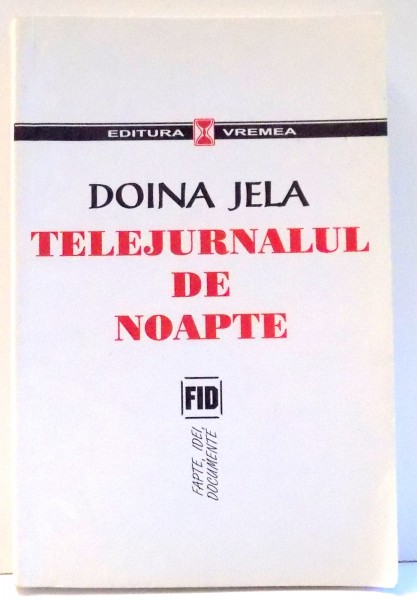 EDITURA VREMEA
DOINA JELA
TELEJURNALUL
DE
NOAPTE
FID
FAPTE, IDEI,
DOCUMENTE